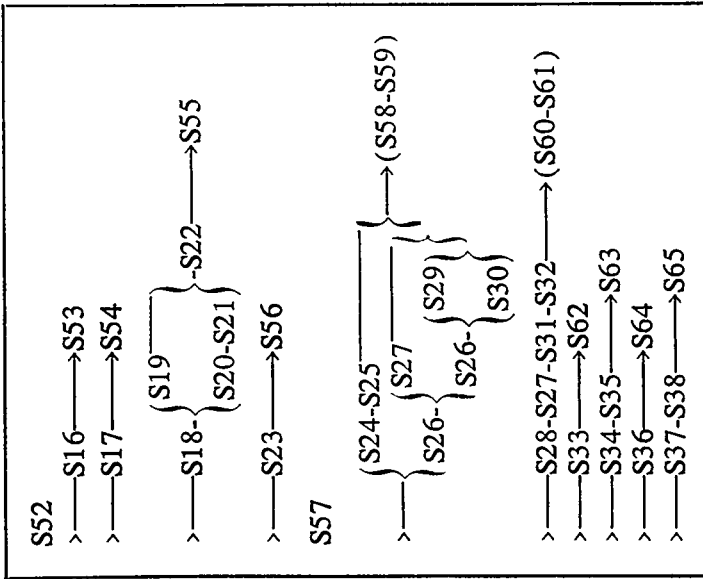 S52
>——S16——→S53
>——S17——→S54
S19
>——S18- -S22——→S55
S20-S21
>——S23——→S56
S57
S24-S25
S27
>—— ——→(S58-S59)
S26-
S29
S26-
S30
>——S28-S27-S31-S32——→(S60-S61)
>——S33——→S62
>——S34-S35——→S63
>——S36——→S64
>——S37-S38——→S65